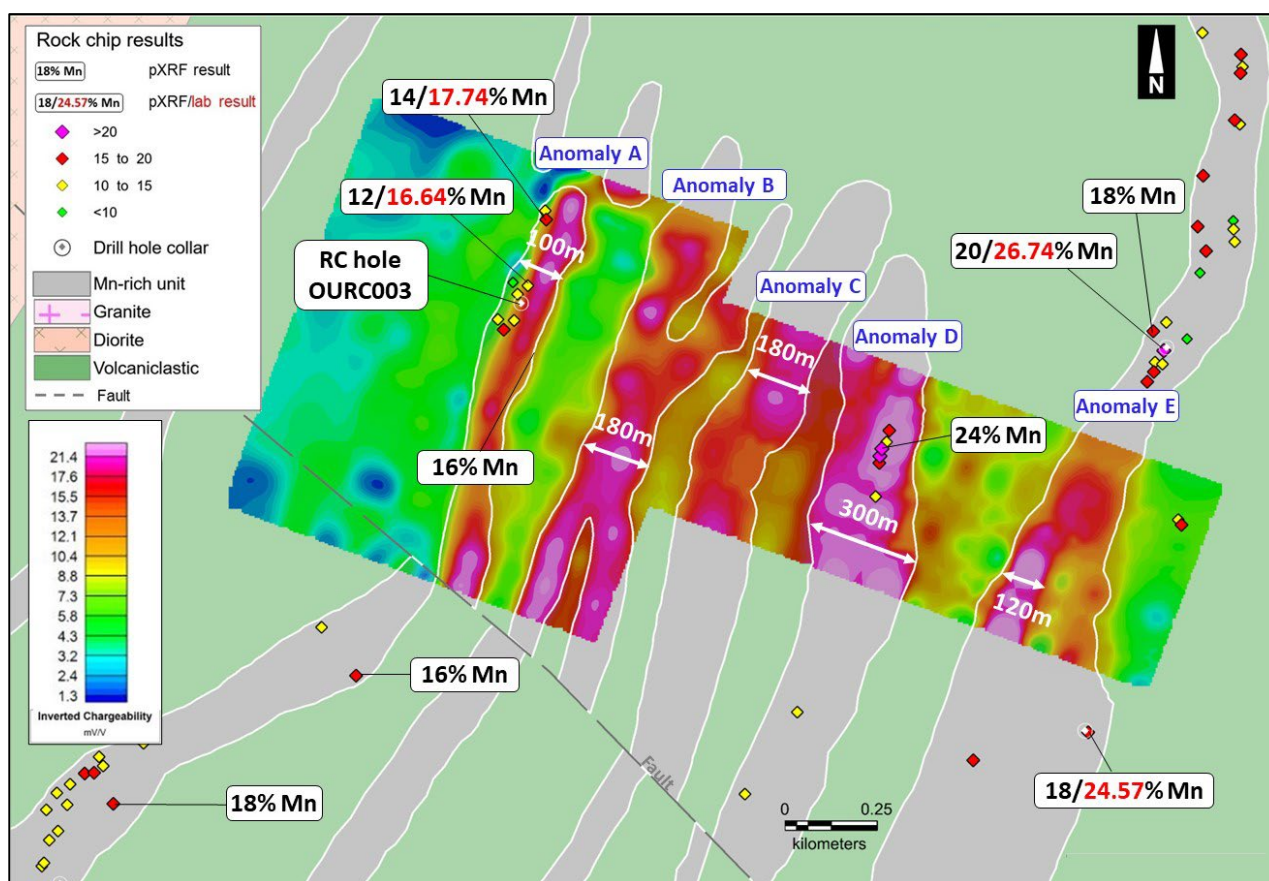 Rock chip results
18% Mn pXRF result
18/24.57% Mn pXRF/lab result
>20
15 to 20
10 to 15
<10
Drill hole collar
Mn-rich unit
Granite
Diorite
Volcaniclastic
Fault
21.4
17.6
15.5
13.7
12.1
10.4
8.8
7.3
5.8
4.3
3.2
2.4
1.3
Inverted Chargeability
mV/V
N
14/17.74% Mn
Anomaly A
12/16.64% Mn
Anomaly B
18% Mn
100m
20/26.74% Mn
RC hole
OURC003
Anomaly C
Anomaly D
180m
Anomaly E
180m
24% Mn
16% Mn
300m
120m
16% Mn
Fault
18% Mn
18/24.57% Mn
0 0.25
kilometers